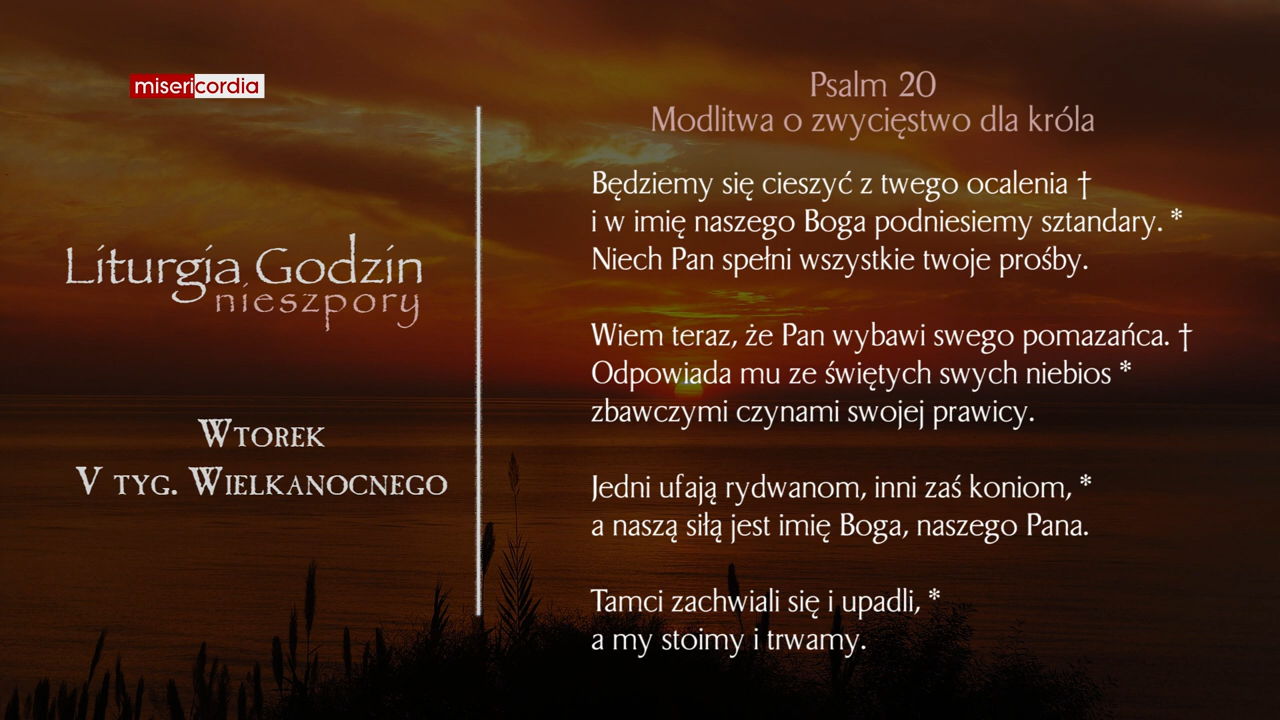 misericordia
Liturgia Godzin
nieszpory
Wtorek
V tyg. Wielkanocnego
Psalm 20
Modlitwa o zwycięstwo dla króla
Będziemy się cieszyć z twego ocalenia †
i w imię naszego Boga podniesiemy sztandary. *
Niech Pan spełni wszystkie twoje prośby.
Wiem teraz, że Pan wybawi swego pomazańca. †
Odpowiada mu ze świętych swych niebios *
zbawczymi czynami swojej prawicy.
Jedni ufają rydwanom, inni zaś koniom, *
a naszą siłą jest imię Boga, naszego Pana.
Tamci zachwiali się i upadli, *
a my stoimy i trwamy.